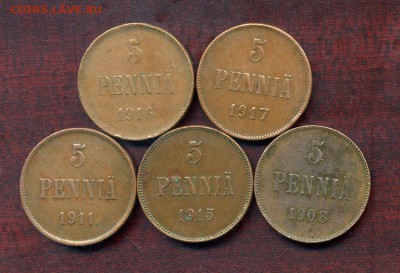 COINS.LAVE.RU
5
PENNIÄ
1916
5
PENNIÄ
1917
5
PENNIÄ
1911
5
PENNIÄ
1915
5
PENNIÄ
1908